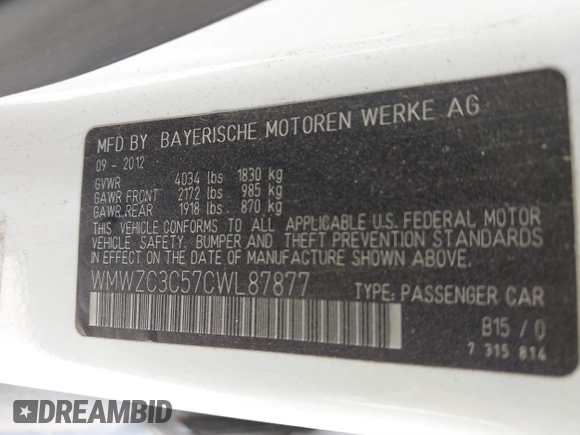 MFD BY BAYERISCHE MOTOREN WERKE AG
09 - 2012
GVWR 4034 lbs 1830 kg
GAWR FRONT 2172 lbs 985 kg
GAWR.REAR 1918 lbs 870 kg
THIS VEHICLE CONFORMS TO ALL APPLICABLE U.S. FEDERAL MOTOR
VEHICLE SAFETY, BUMPER AND THEFT PREVENTION STANDARDS
IN EFFECT ON THE DATE OF MANUFACTURE SHOWN ABOVE.
WMWZC3C57CWL87877 TYPE: PASSENGER CAR
B15 / 0
7 315 814
DREAMBID